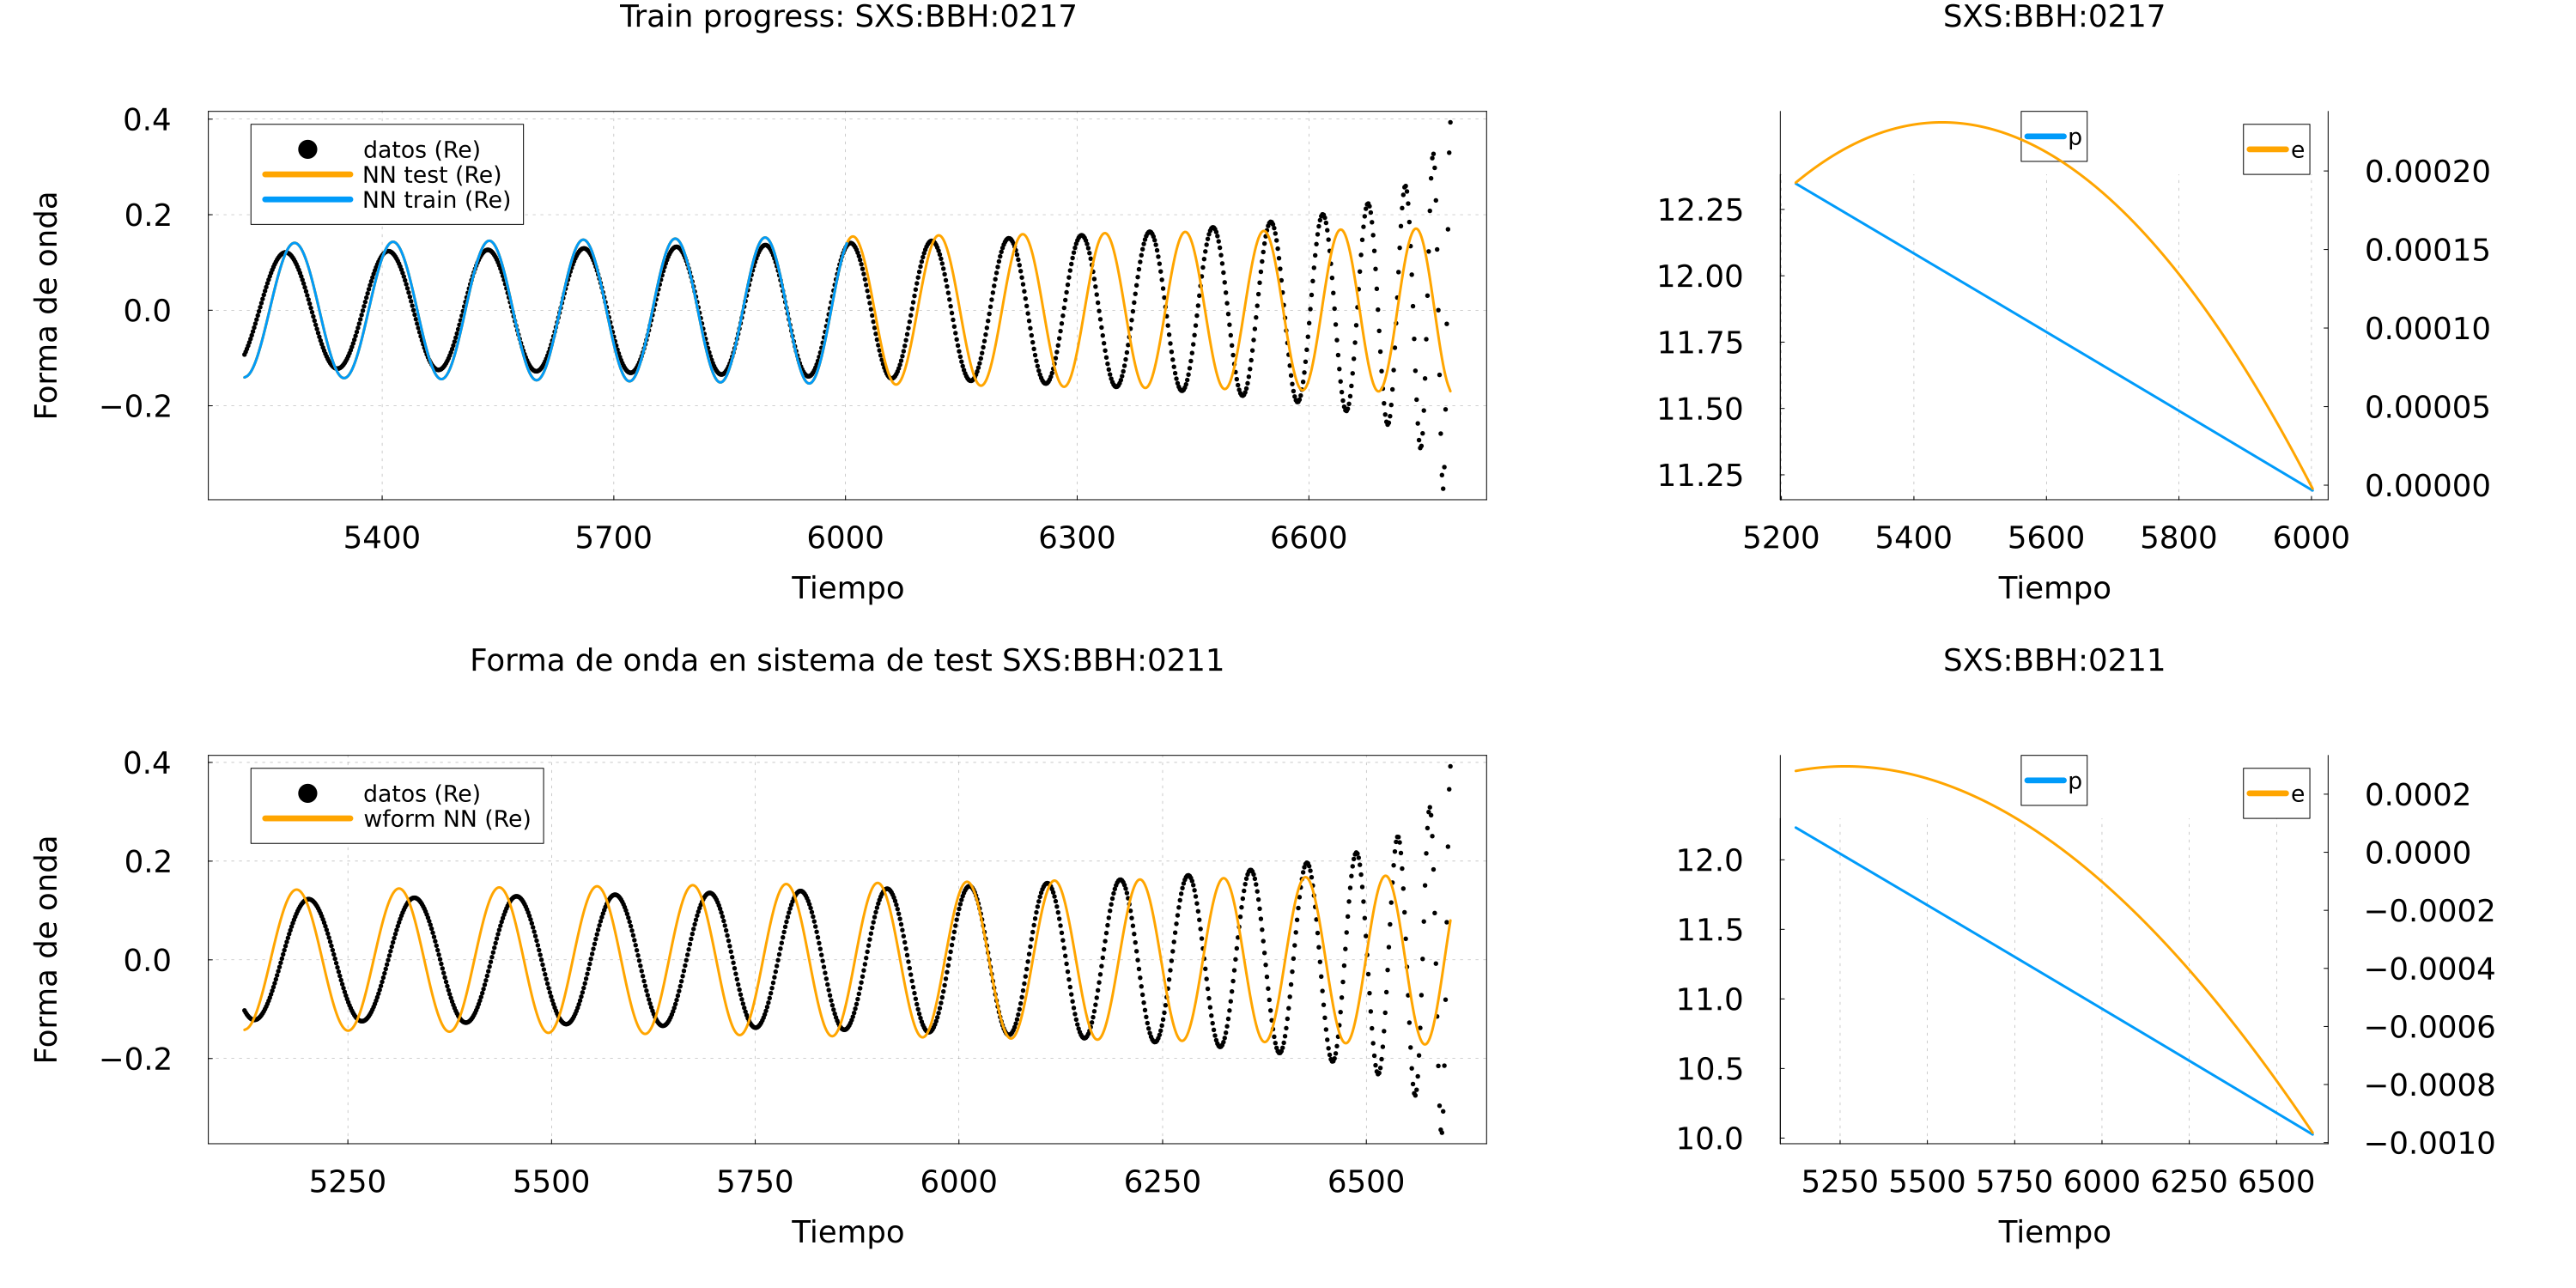 Train progress: SXS:BBH:0217
SXS:BBH:0217
Forma de onda
0.4
0.2
0.0
−0.2
datos (Re)
NN test (Re)
NN train (Re)
5400 5700 6000 6300 6600
Tiempo
12.25
12.00
11.75
11.50
11.25
p
e
0.00020
0.00015
0.00010
0.00005
0.00000
5200 5400 5600 5800 6000
Tiempo
Forma de onda en sistema de test SXS:BBH:0211
SXS:BBH:0211
Forma de onda
0.4
0.2
0.0
−0.2
datos (Re)
wform NN (Re)
5250 5500 5750 6000 6250 6500
Tiempo
12.0
11.5
11.0
10.5
10.0
p
e
0.0002
0.0000
−0.0002
−0.0004
−0.0006
−0.0008
−0.0010
5250 5500 5750 6000 6250 6500
Tiempo